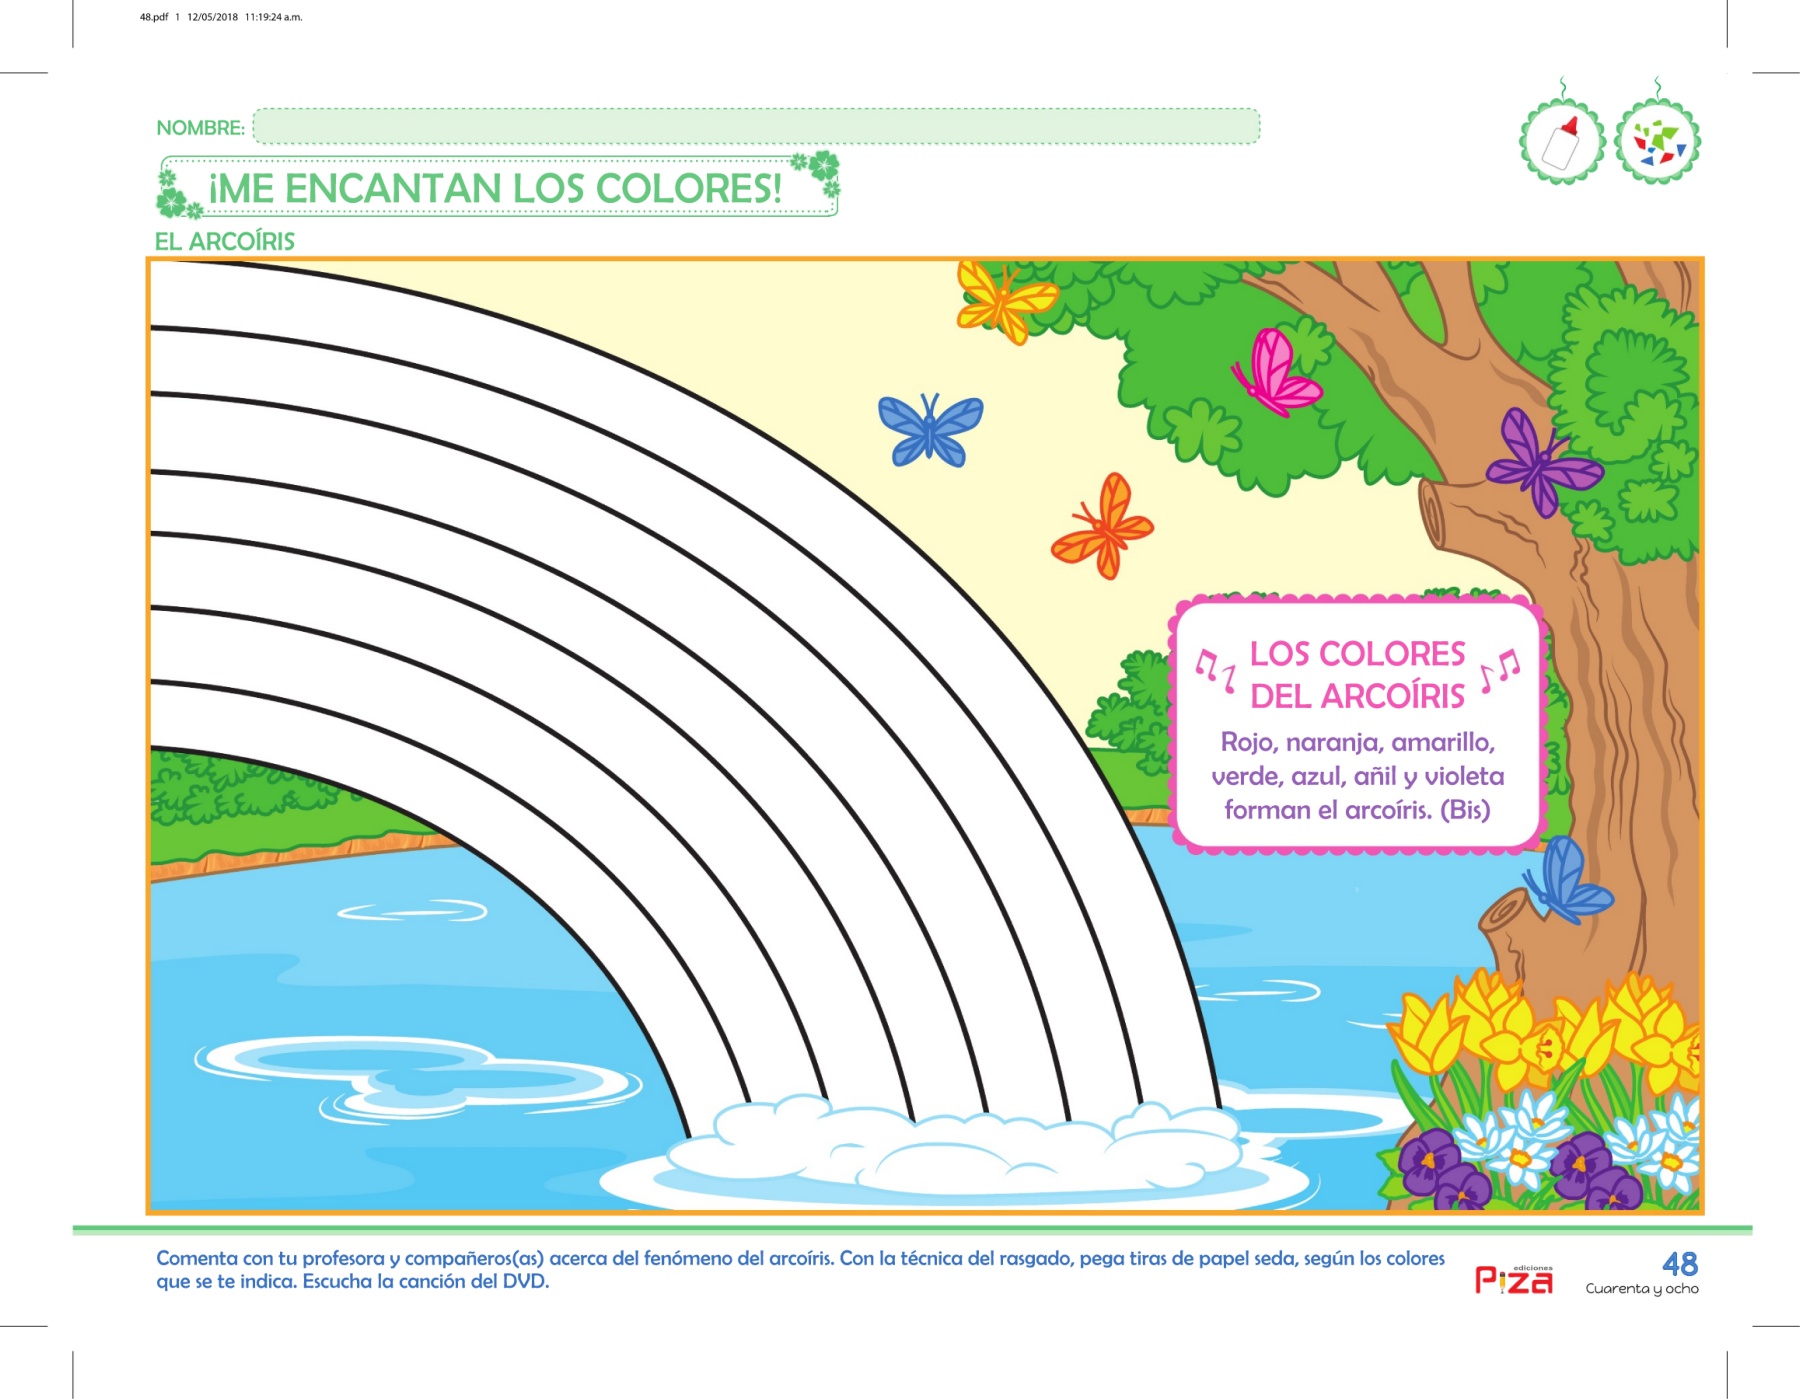 48.pdf 1 12/05/2018 11:19:24 a.m.
NOMBRE:
¡ME ENCANTAN LOS COLORES!
EL ARCOÍRIS
LOS COLORES
DEL ARCOÍRIS
Rojo, naranja, amarillo,
verde, azul, añil y violeta
forman el arcoíris. (Bis)
Comenta con tu profesora y compañeros(as) acerca del fenómeno del arcoíris. Con la técnica del rasgado, pega tiras de papel seda, según los colores
que se te indica. Escucha la canción del DVD.
ediciones
Piza
48
Cuarenta y ocho